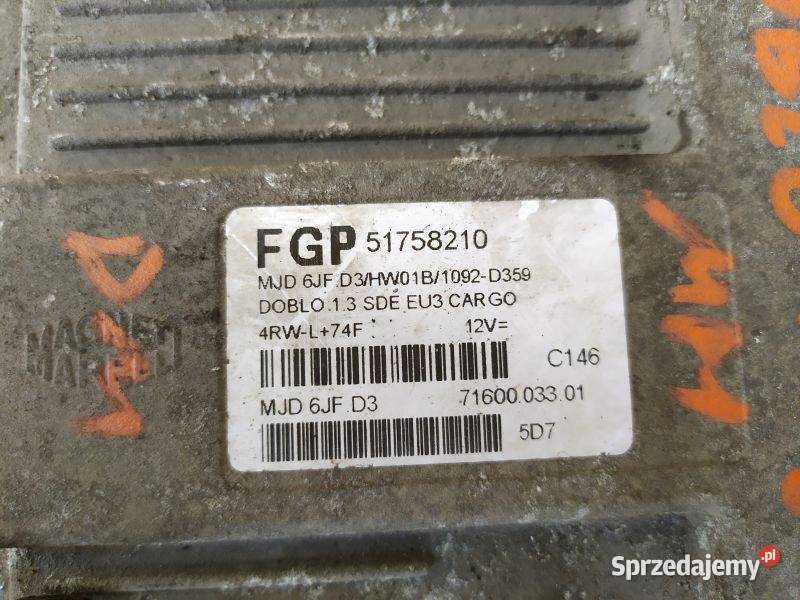 FGP 51758210
MJD 6JF.D3/HW01B/1092-D359
DOBLO 1.3 SDE EU3 CARGO
4RW-L+74F 12V=
C146
MJD 6JF.D3 71600.033.01
5D7
MAGNETI
MARELLI
Sprzedajemy.pl